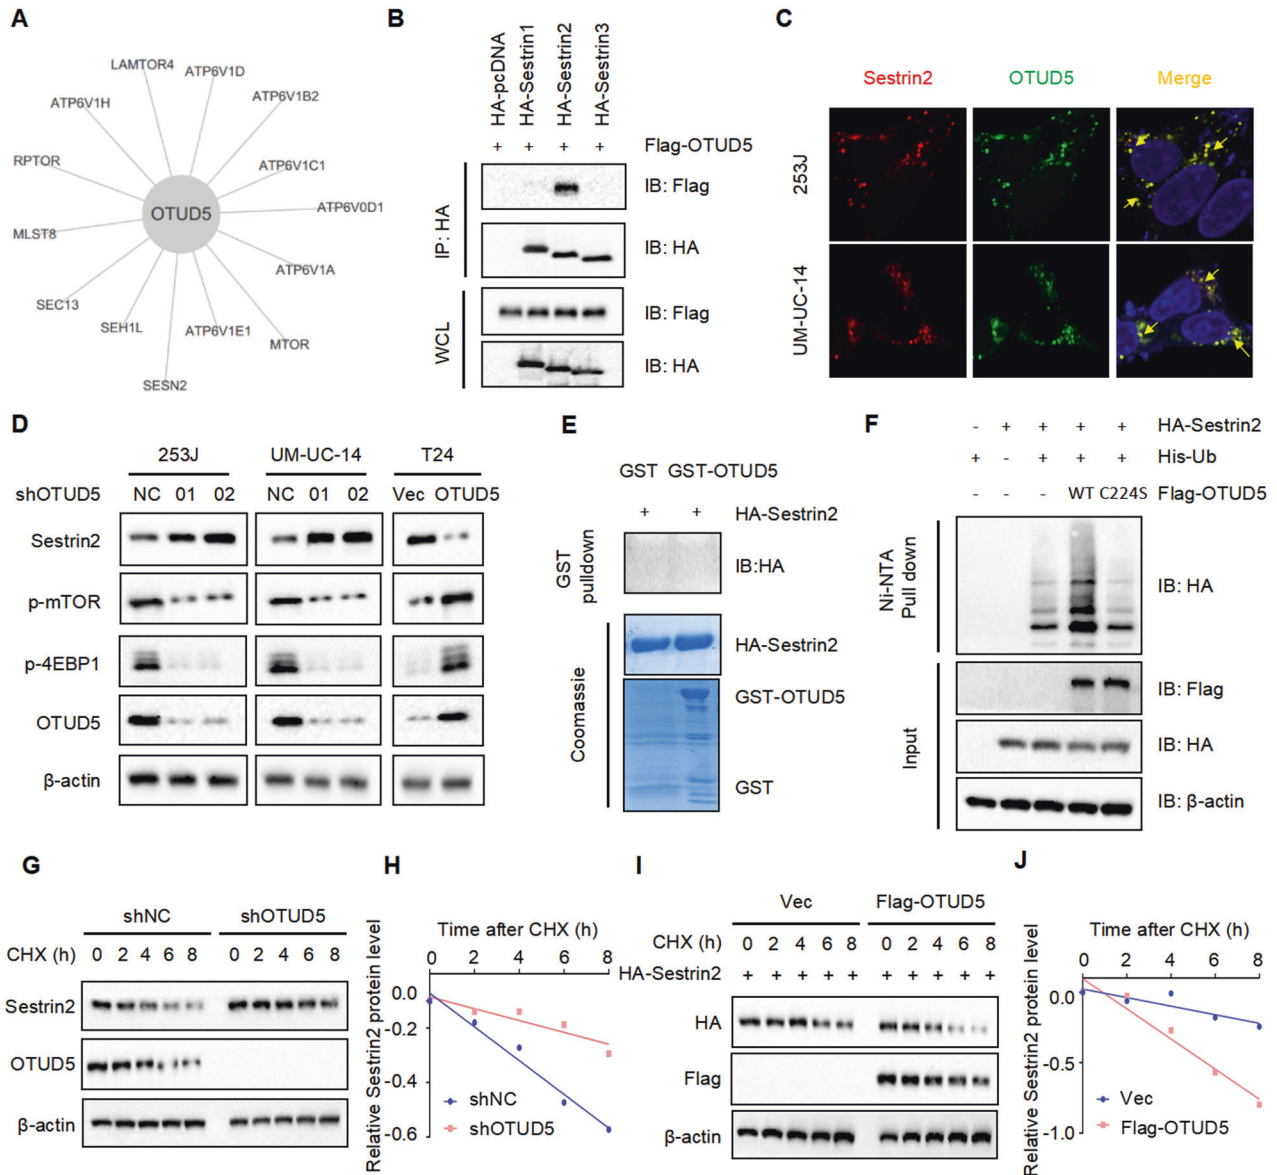 A
LAMTOR4
ATP6V1D
ATP6V1H
ATP6V1B2
RPTOR
ATP6V1C1
OTUD5
ATP6V0D1
MLST8
ATP6V1A
SEC13
SEH1L
ATP6V1E1
MTOR
SESN2
B
HA-pcDNA
HA-Sestrin1
HA-Sestrin2
HA-Sestrin3
+ + + + Flag-OTUD5
IP: HA
IB: Flag
IB: HA
WCL
IB: Flag
IB: HA
C
Sestrin2 OTUD5 Merge
253J
UM-UC-14
D
253J UM-UC-14 T24
shOTUD5 NC 01 02 NC 01 02 Vec OTUD5
Sestrin2
p-mTOR
p-4EBP1
OTUD5
β-actin
E
GST GST-OTUD5
+ + HA-Sestrin2
GST
pulldown
IB:HA
Coomassie
HA-Sestrin2
GST-OTUD5
GST
F
- + + + + HA-Sestrin2
+ - + + + His-Ub
- - - WT C224S Flag-OTUD5
Ni-NTA
Pull down
IB: HA
Input
IB: Flag
IB: HA
IB: β-actin
G
shNC shOTUD5
CHX (h) 0 2 4 6 8 0 2 4 6 8
Sestrin2
OTUD5
β-actin
H
Time after CHX (h)
0 2 4 6 8
Relative Sestrin2 protein level
0.0
-0.2
-0.4
-0.6
shNC
shOTUD5
I
Vec Flag-OTUD5
CHX (h) 0 2 4 6 8 0 2 4 6 8
HA-Sestrin2 + + + + + + + + + +
HA
Flag
β-actin
J
Time after CHX (h)
0 2 4 6 8
Relative Sestrin2 protein level
0.0
-0.5
-1.0
Vec
Flag-OTUD5